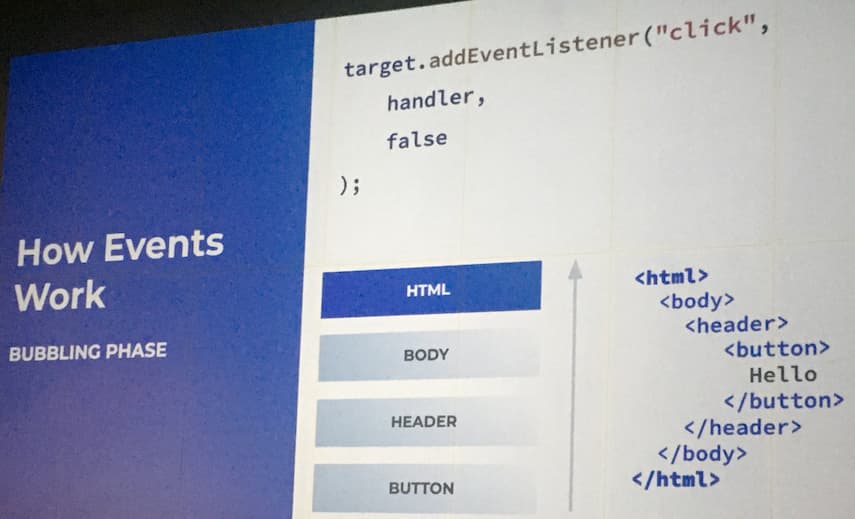 How Events
Work
BUBBLING PHASE
target.addEventListener("click",
handler,
false
);
HTML
BODY
HEADER
BUTTON
<html>
<body>
<header>
<button>
Hello
</button>
</header>
</body>
</html>